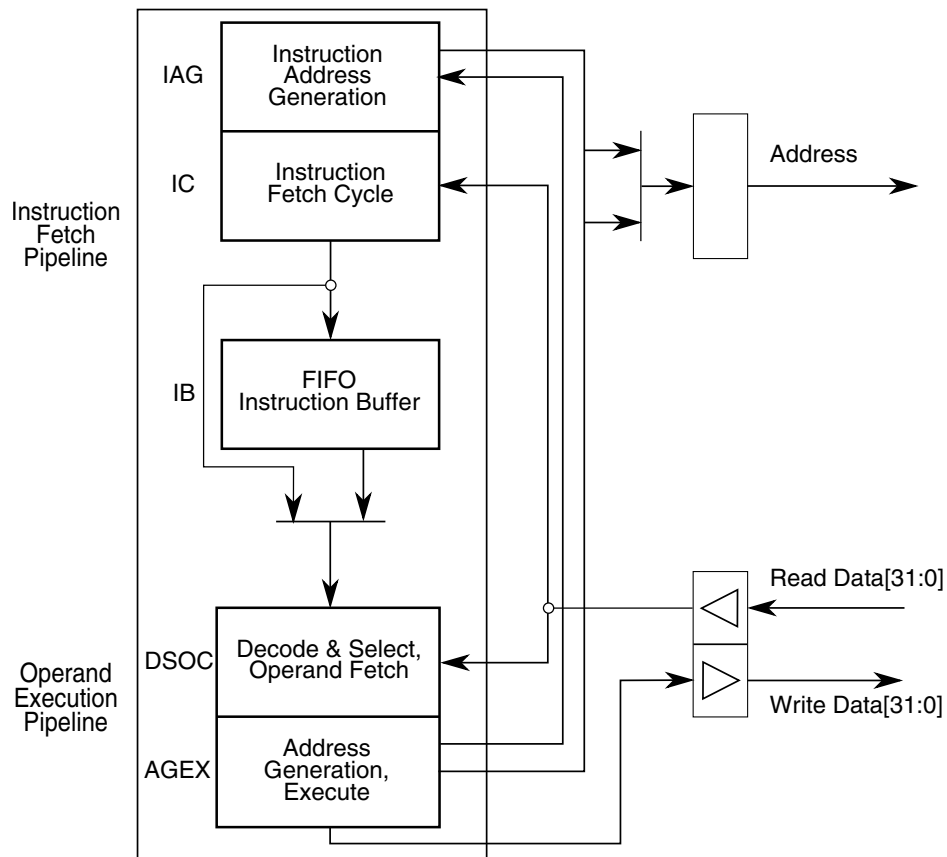 IAG
Instruction
Address
Generation
Address
IC
Instruction
Fetch Cycle
Instruction
Fetch
Pipeline
IB
FIFO
Instruction Buffer
Read Data[31:0]
DSOC
Decode & Select,
Operand Fetch
Operand
Execution
Pipeline
Write Data[31:0]
AGEX
Address
Generation,
Execute